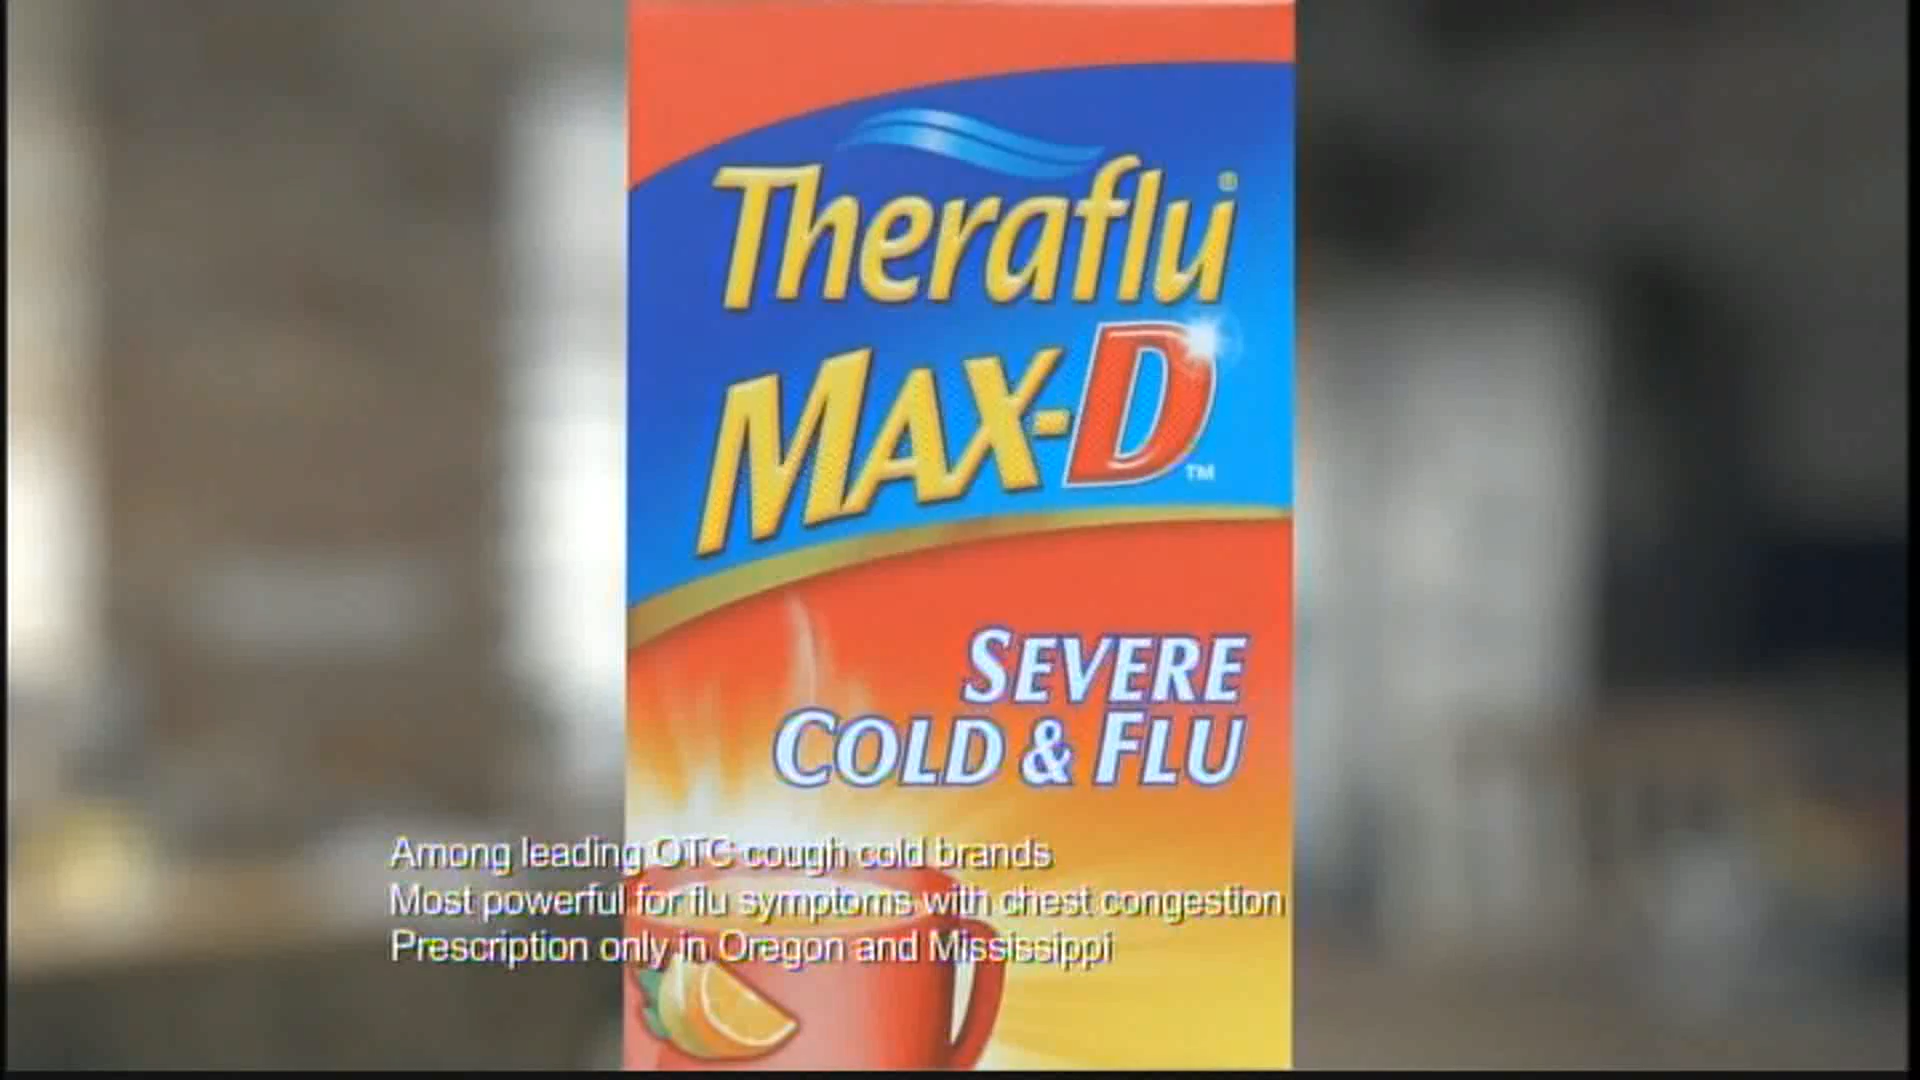 Theraflu®
MAX-D™
SEVERE
COLD & FLU
Among leading OTC cough cold brands
Most powerful for flu symptoms with chest congestion
Prescription only in Oregon and Mississippi